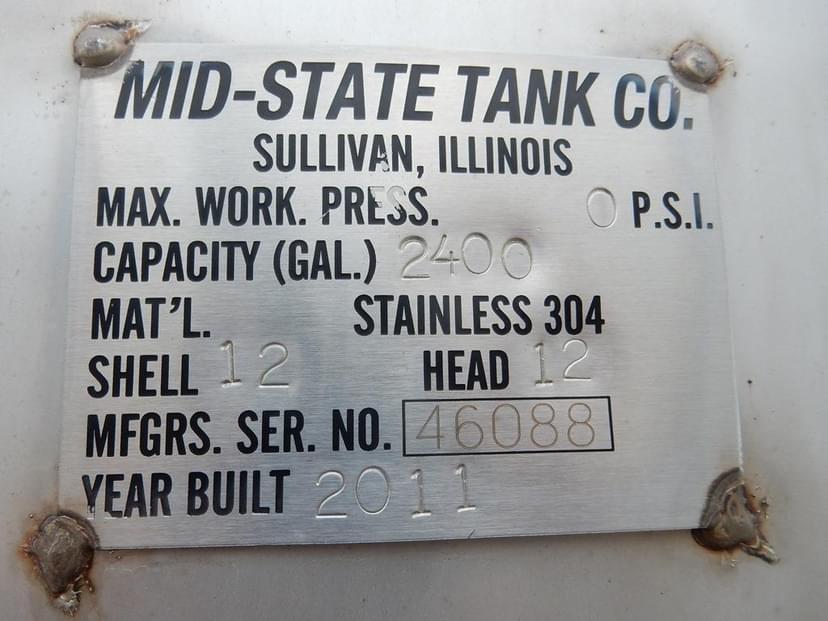 MID-STATE TANK CO.
SULLIVAN, ILLINOIS
MAX. WORK. PRESS. 0 P.S.I.
CAPACITY (GAL.) 2400
MAT'L. STAINLESS 304
SHELL 12 HEAD 12
MFGRS. SER. NO. 46088
YEAR BUILT 2011